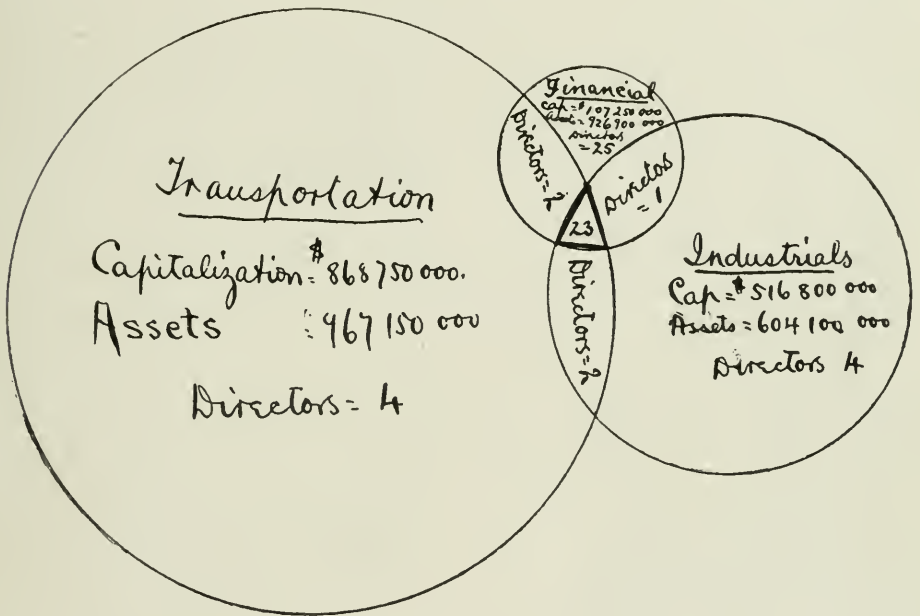 Transportation
Capitalization = $868 750 000.
Assets = 967 150 000
Directors = 4
Financial
Cap = $107 250 000
Assets = 926 900 000
Directors
= 25
Directors = 2
Directors
= 1
23
Directors = 2
Industrials
Cap = $516 800 000
Assets = 604 100 000
Directors 4